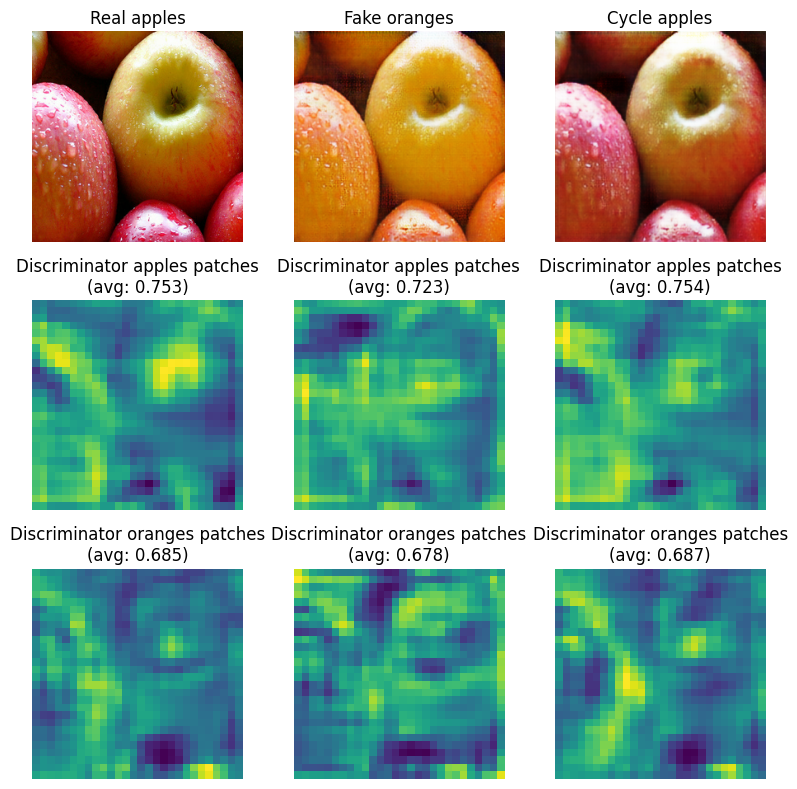 Real apples
Fake oranges
Cycle apples
Discriminator apples patches
(avg: 0.753)
Discriminator apples patches
(avg: 0.723)
Discriminator apples patches
(avg: 0.754)
Discriminator oranges patches
(avg: 0.685)
Discriminator oranges patches
(avg: 0.678)
Discriminator oranges patches
(avg: 0.687)